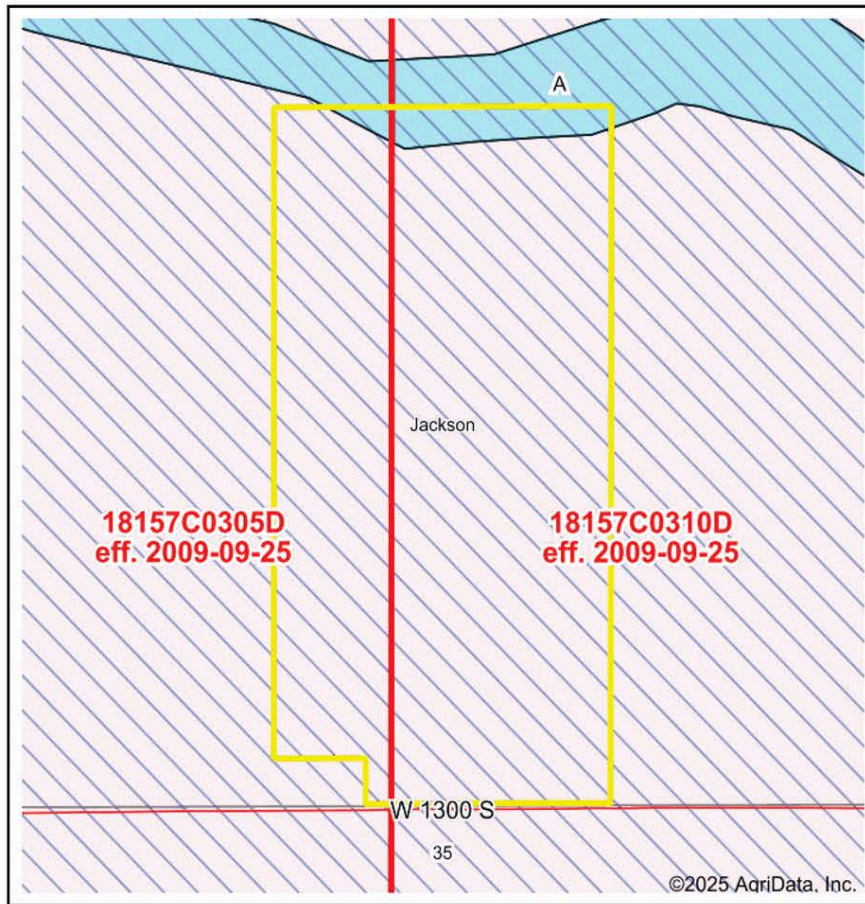 A
Jackson
18157C0305D
eff. 2009-09-25
18157C0310D
eff. 2009-09-25
W 1300 S
35
©2025 AgriData, Inc.